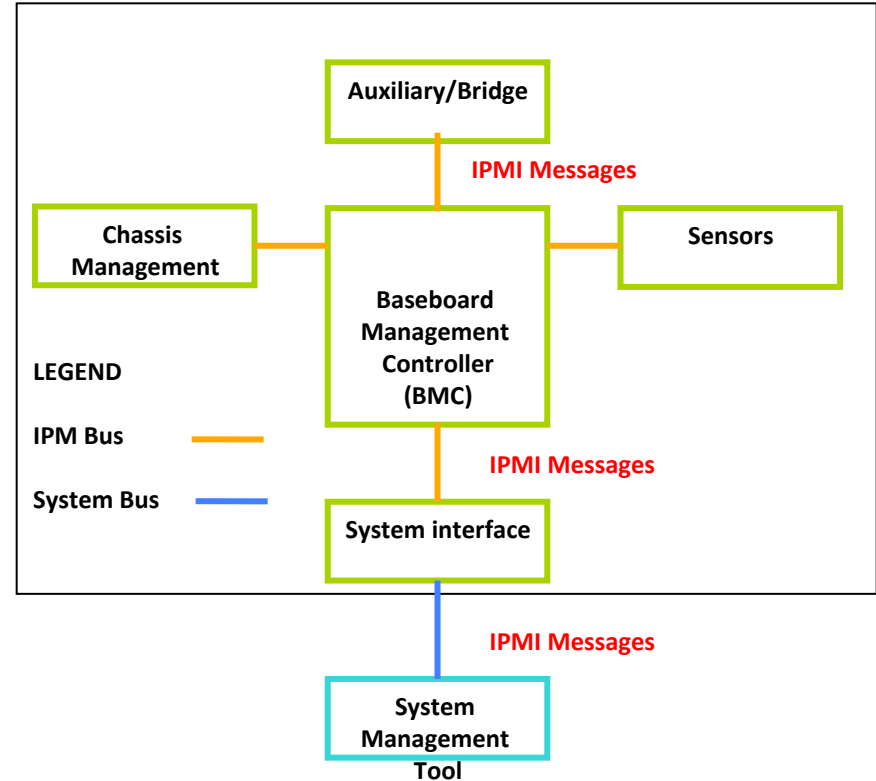 Auxiliary/Bridge
IPMI Messages
Chassis
Management
Sensors
Baseboard
Management
Controller
(BMC)
LEGEND
IPM Bus
System Bus
IPMI Messages
System interface
IPMI Messages
System
Management
Tool